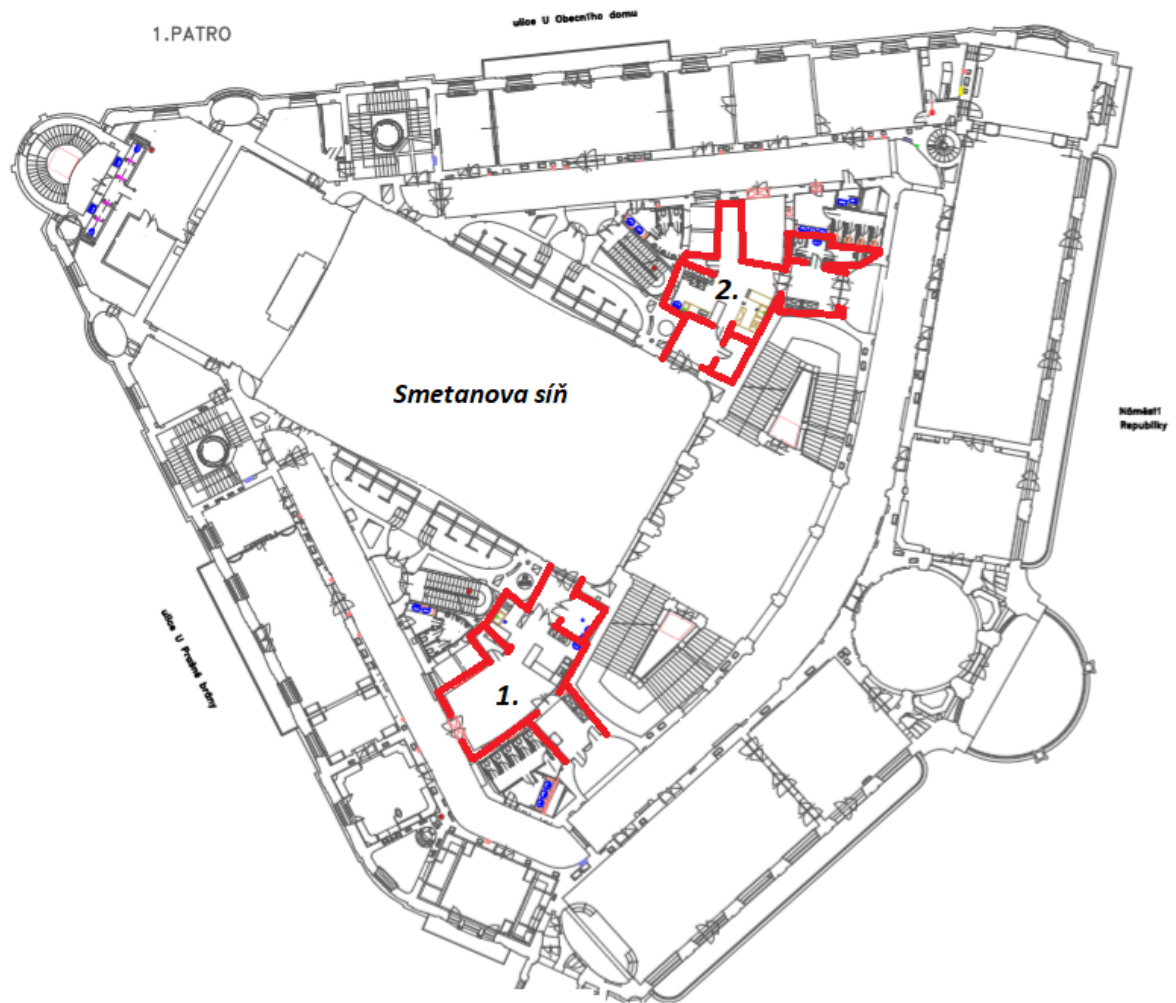 1.PATRO
ulice U Obecního domu
2.
Smetanova síň
Náměstí
Republiky
ulice U Prašné brány
1.